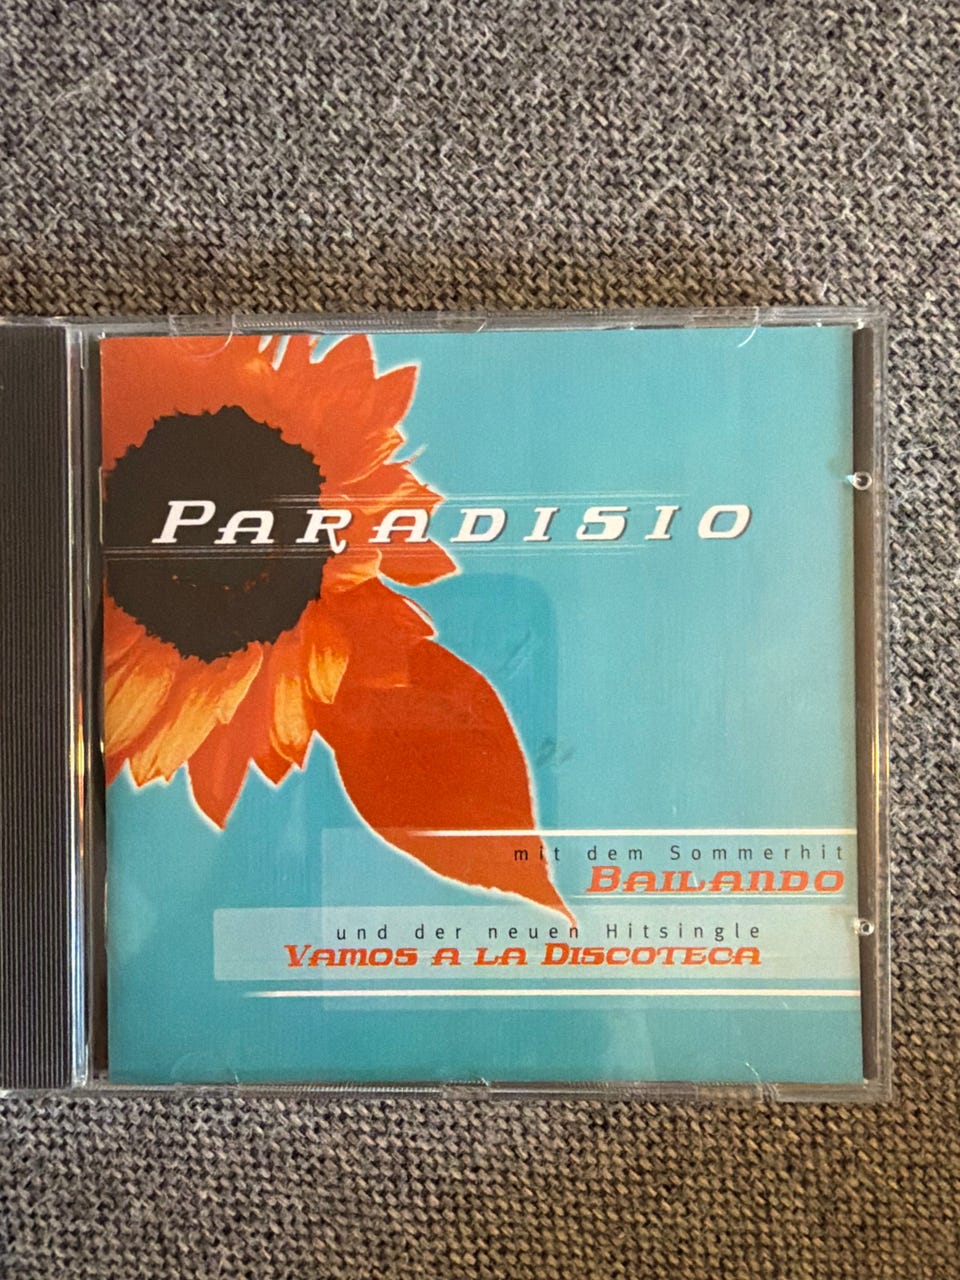 PARADISIO
mit dem Sommerhit
BAILANDO
und der neuen Hitsingle
VAMOS A LA DISCOTECA